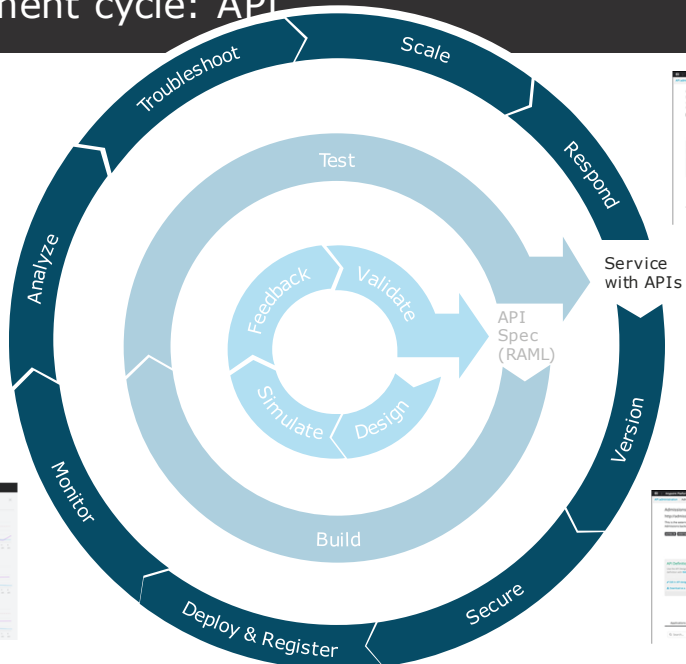 ment cycle: API
Troubleshoot
Scale
Respond
Test
Analyze
Feedback
Validate
Service
with APIs
API
Spec
(RAML)
Simulate
Design
Version
Monitor
Build
Secure
Deploy & Register